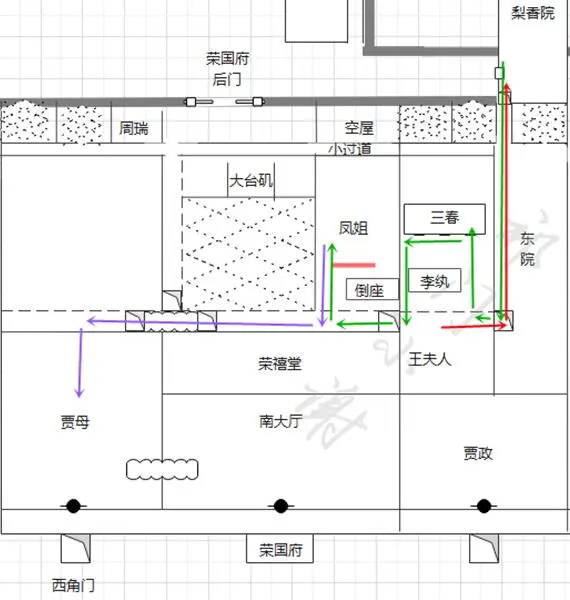 梨香院
荣国府
后门
周瑞
空屋
小过道
大台矶
凤姐
三春
东
院
倒座
李纨
荣禧堂
王夫人
贾母
南大厅
贾政
荣国府
西角门